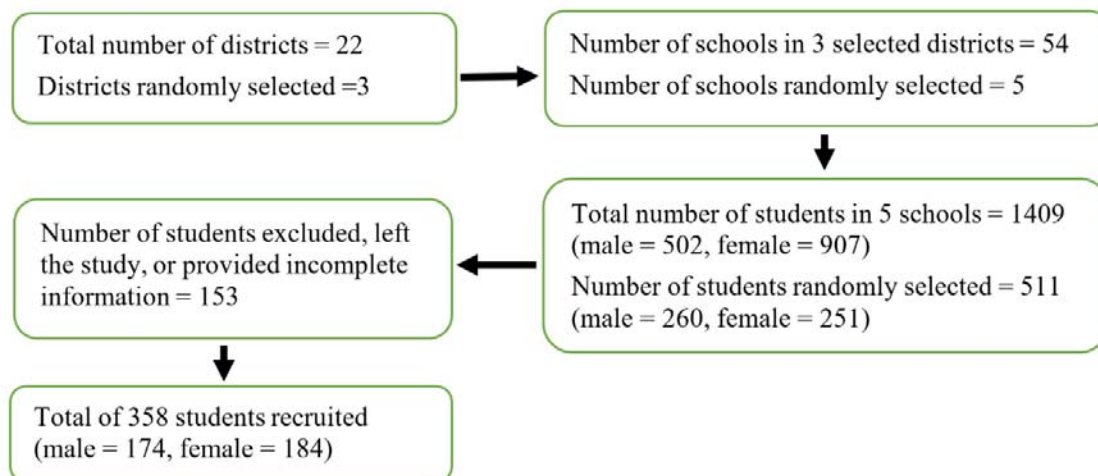 Total number of districts = 22
Districts randomly selected =3
Number of schools in 3 selected districts = 54
Number of schools randomly selected = 5
Total number of students in 5 schools = 1409
(male = 502, female = 907)
Number of students randomly selected = 511
(male = 260, female = 251)
Number of students excluded, left
the study, or provided incomplete
information = 153
Total of 358 students recruited
(male = 174, female = 184)